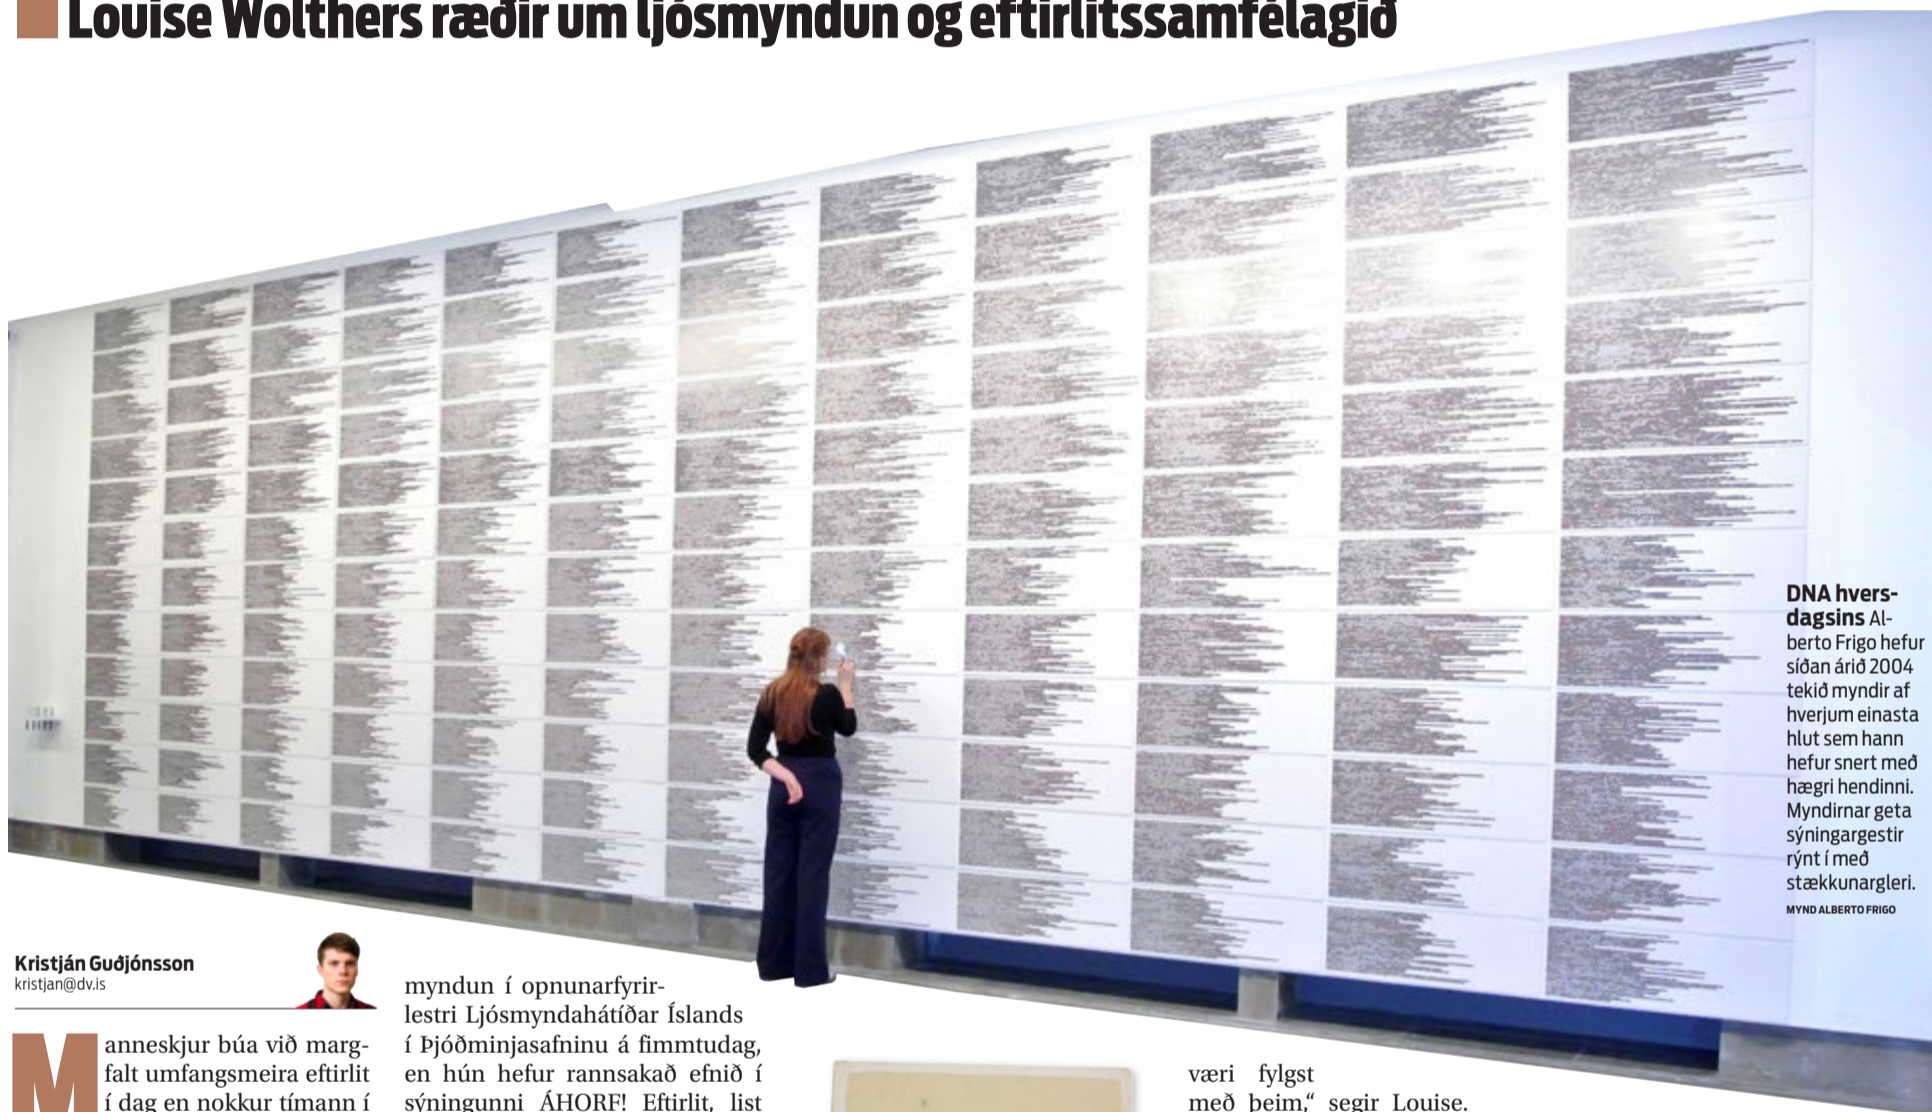 Louise Wolthers ræðir um ljósmyndun og eftirlitssamfélagið
DNA hvers-
dagsins Al-
berto Frigo hefur
síðan árið 2004
tekið myndir af
hverjum einasta
hlut sem hann
hefur snert með
hægri hendinni.
Myndirnar geta
sýningargestir
rýnt í með
stækkunargleri.
MYND ALBERTO FRIGO
Kristján Guðjónsson
kristjan@dv.is
Manneskjur búa við marg-
falt umfangsmeira eftirlit
í dag en nokkur tímann í
myndun í opnunarfyrir-
lestri Ljósmyndahátíðar Íslands
í Þjóðminjasafninu á fimmtudag,
en hún hefur rannsakað efnið í
sýningunni ÁHORF! Eftirlit, list
væri fylgst
með þeim,“ segir Louise.